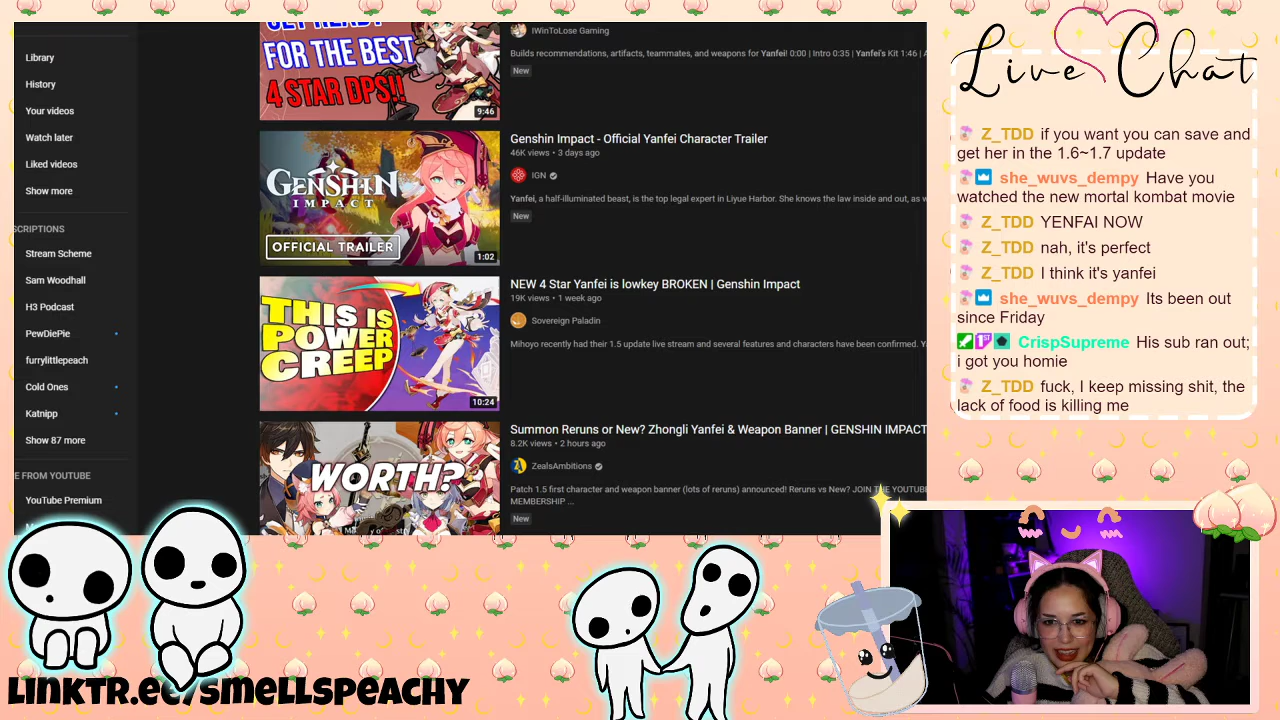 Library
History
Your videos
Watch later
Liked videos
Show more
SCRIPTIONS
Stream Scheme
Sam Woodhall
H3 Podcast
PewDiePie
furrylittlepeach
Cold Ones
Katnipp
Show 87 more
E FROM YOUTUBE
YouTube Premium
FOR THE BEST
4 STAR DPS!!
9:46
IWinToLose Gaming
Builds recommendations, artifacts, teammates, and weapons for Yanfei! 0:00 | Intro 0:35 | Yanfei's Kit 1:46 |
New
GENSHIN
IMPACT
OFFICIAL TRAILER
1:02
Genshin Impact - Official Yanfei Character Trailer
46K views • 3 days ago
IGN
Yanfei, a half-illuminated beast, is the top legal expert in Liyue Harbor. She knows the law inside and out, as w
New
THIS IS
POWER
CREEP
10:24
NEW 4 Star Yanfei is lowkey BROKEN | Genshin Impact
19K views • 1 week ago
Sovereign Paladin
Mihoyo recently had their 1.5 update live stream and several features and characters have been confirmed.
WORTH?
Summon Reruns or New? Zhongli Yanfei & Weapon Banner | GENSHIN IMPACT
8.2K views • 2 hours ago
ZealsAmbitions
Patch 1.5 first character and weapon banner (lots of reruns) announced! Reruns vs New? JOIN THE YOUTUB
MEMBERSHIP ...
New
Live Chat
Z_TDD if you want you can save and
get her in the 1.6~1.7 update
she_wuvs_dempy Have you
watched the new mortal kombat movie
Z_TDD YENFAI NOW
Z_TDD nah, it's perfect
Z_TDD I think it's yanfei
she_wuvs_dempy Its been out
since Friday
1ST CrispSupreme His sub ran out;
i got you homie
Z_TDD fuck, I keep missing shit, the
lack of food is killing me
LINKTR.ee/SMELLSPEACHY